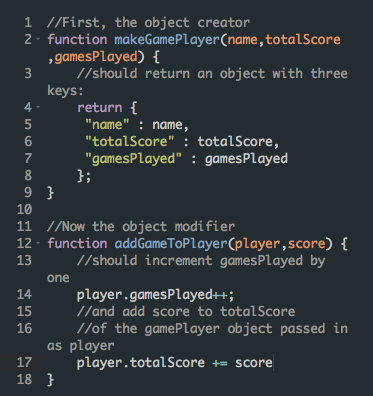 1 //First, the object creator
2 function makeGamePlayer(name,totalScore
,gamesPlayed) {
3     //should return an object with three
keys:
4     return {
5      "name" : name,
6      "totalScore" : totalScore,
7      "gamesPlayed" : gamesPlayed
8     };
9 }
10
11 //Now the object modifier
12 function addGameToPlayer(player,score) {
13     //should increment gamesPlayed by
one
14     player.gamesPlayed++;
15     //and add score to totalScore
16     //of the gamePlayer object passed in
as player
17     player.totalScore += score
18 }